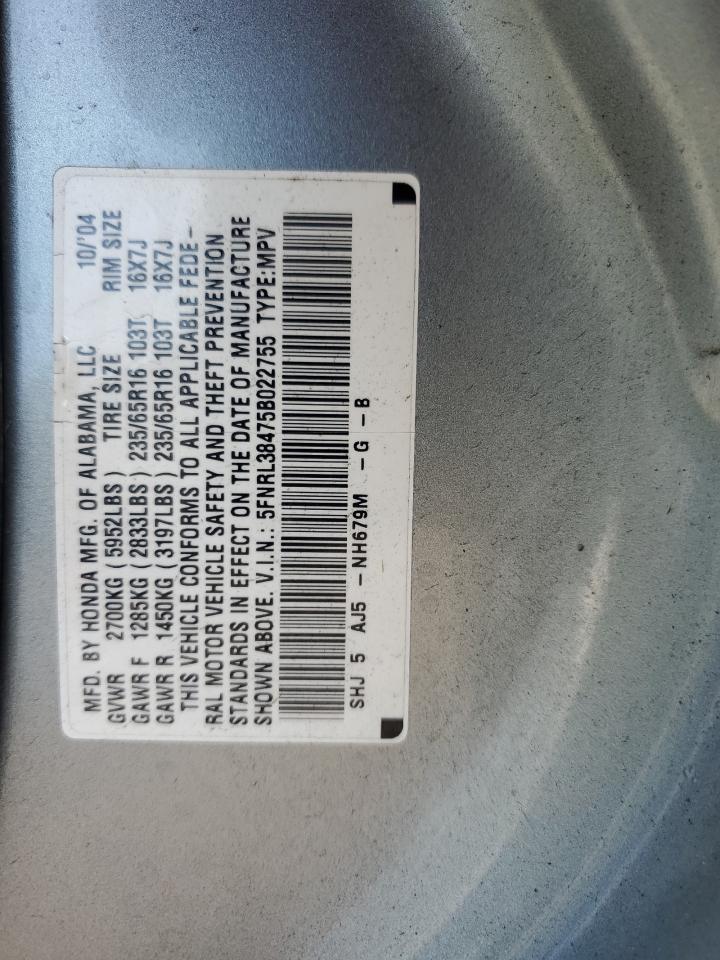 MFD. BY HONDA MFG. OF ALABAMA, LLC 10/'04
GVWR 2700KG ( 5952LBS ) TIRE SIZE RIM SIZE
GAWR F 1285KG ( 2833LBS ) 235/65R16 103T 16X7J
GAWR R 1450KG ( 3197LBS ) 235/65R16 103T 16X7J
THIS VEHICLE CONFORMS TO ALL APPLICABLE FEDE-
RAL MOTOR VEHICLE SAFETY AND THEFT PREVENTION
STANDARDS IN EFFECT ON THE DATE OF MANUFACTURE
SHOWN ABOVE. V.I.N.: 5FNRL38475B022755 TYPE:MPV
SHJ 5 AJ5 -NH679M -G -B